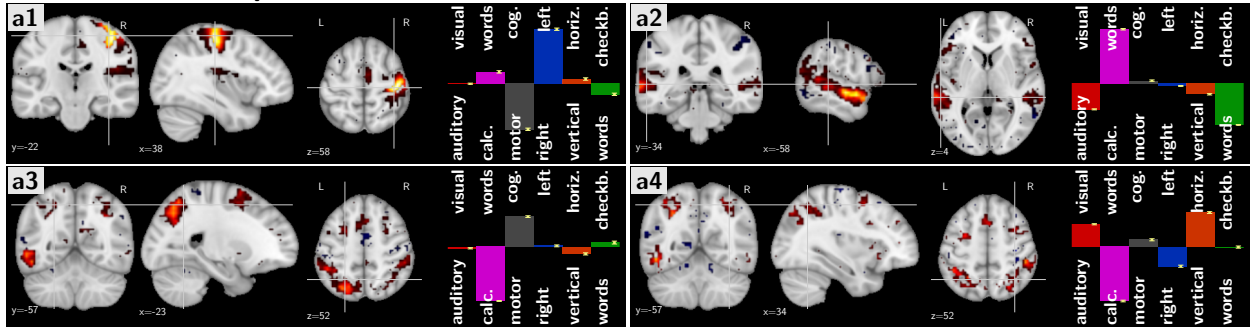 a1
R
L R
y=-22
x=38
z=58
visual words cog. left horiz. checkb.
auditory calc. motor right vertical words
a2
y=-34
x=-58
z=4
visual words cog. left horiz. checkb.
auditory calc. motor right vertical words
a3
R
L R
y=-57
x=-23
z=52
visual words cog. left horiz. checkb.
auditory calc. motor right vertical words
a4
R
L R
y=-57
x=34
z=52
visual words cog. left horiz. checkb.
auditory calc. motor right vertical words